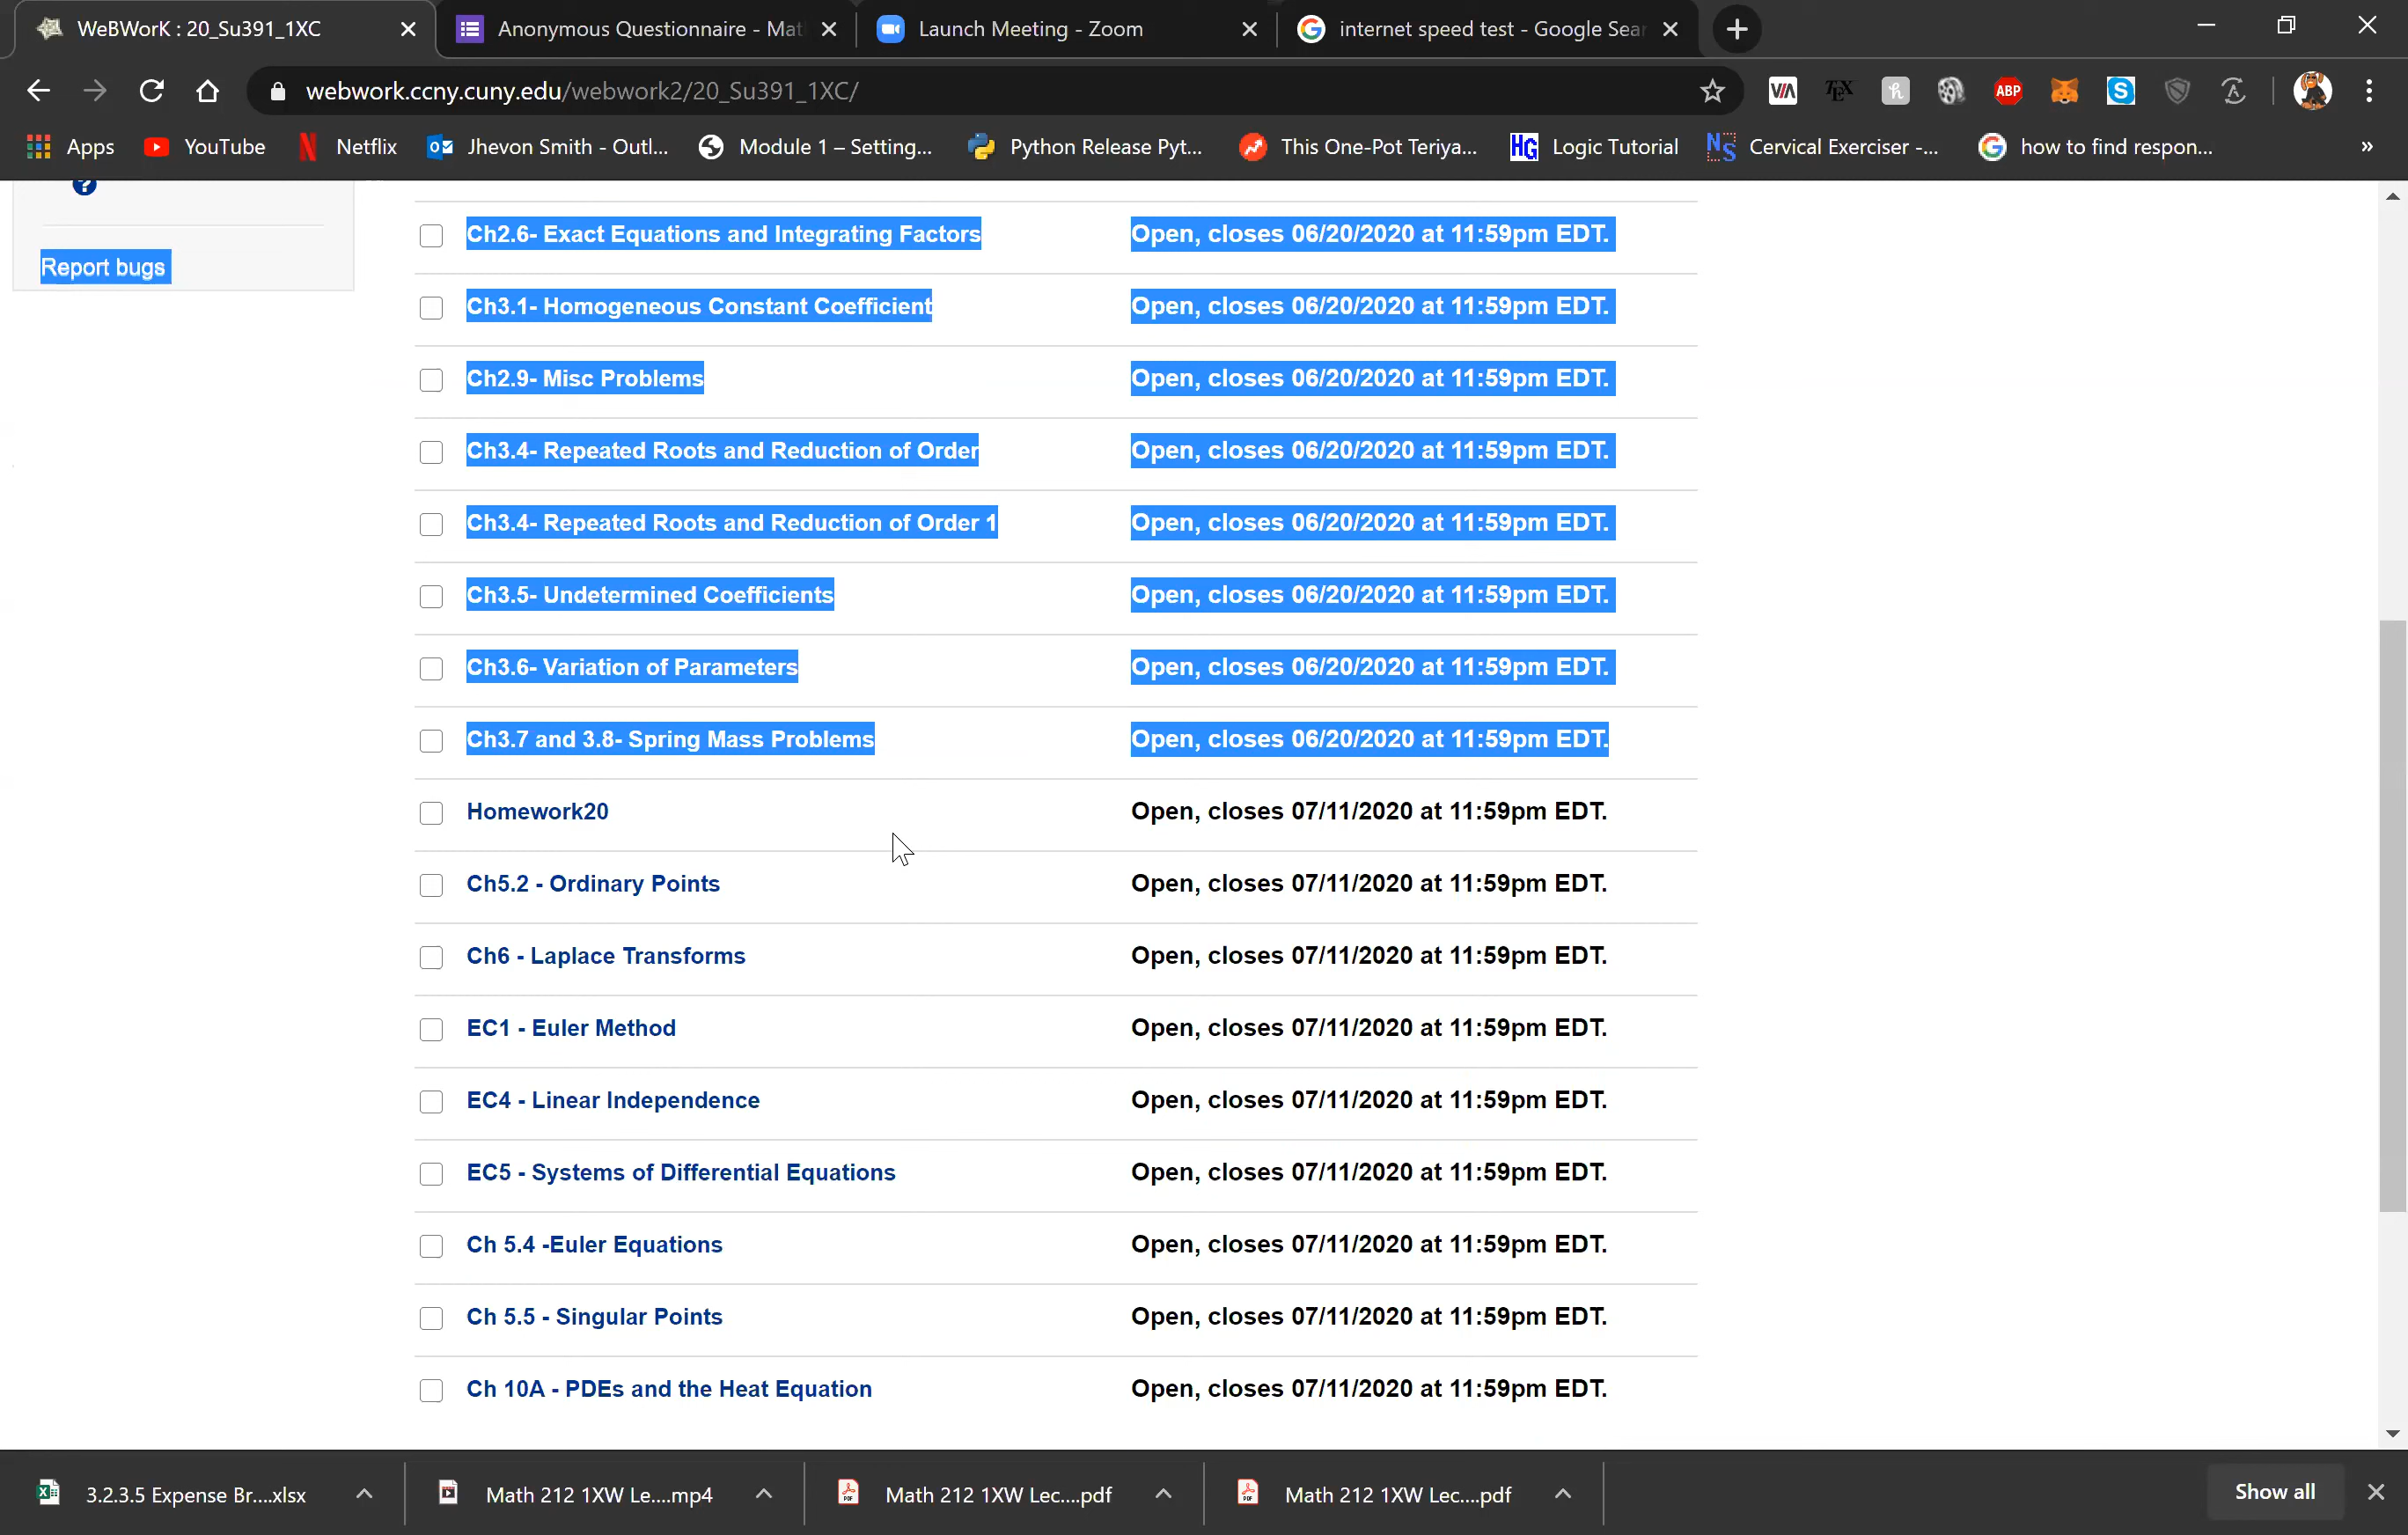 WeBWorK : 20_Su391_1XC
Anonymous Questionnaire - Mat
Launch Meeting - Zoom
internet speed test - Google Sear
webwork.ccny.cuny.edu/webwork2/20_Su391_1XC/
Apps
YouTube
Netflix
Jhevon Smith - Outl...
Module 1 – Setting...
Python Release Pyt...
This One-Pot Teriya...
Logic Tutorial
Cervical Exerciser -...
how to find respon...
»
Report bugs
Ch2.6- Exact Equations and Integrating Factors Open, closes 06/20/2020 at 11:59pm EDT.
Ch3.1- Homogeneous Constant Coefficient Open, closes 06/20/2020 at 11:59pm EDT.
Ch2.9- Misc Problems Open, closes 06/20/2020 at 11:59pm EDT.
Ch3.4- Repeated Roots and Reduction of Order Open, closes 06/20/2020 at 11:59pm EDT.
Ch3.4- Repeated Roots and Reduction of Order 1 Open, closes 06/20/2020 at 11:59pm EDT.
Ch3.5- Undetermined Coefficients Open, closes 06/20/2020 at 11:59pm EDT.
Ch3.6- Variation of Parameters Open, closes 06/20/2020 at 11:59pm EDT.
Ch3.7 and 3.8- Spring Mass Problems Open, closes 06/20/2020 at 11:59pm EDT.
Homework20 Open, closes 07/11/2020 at 11:59pm EDT.
Ch5.2 - Ordinary Points Open, closes 07/11/2020 at 11:59pm EDT.
Ch6 - Laplace Transforms Open, closes 07/11/2020 at 11:59pm EDT.
EC1 - Euler Method Open, closes 07/11/2020 at 11:59pm EDT.
EC4 - Linear Independence Open, closes 07/11/2020 at 11:59pm EDT.
EC5 - Systems of Differential Equations Open, closes 07/11/2020 at 11:59pm EDT.
Ch 5.4 -Euler Equations Open, closes 07/11/2020 at 11:59pm EDT.
Ch 5.5 - Singular Points Open, closes 07/11/2020 at 11:59pm EDT.
Ch 10A - PDEs and the Heat Equation Open, closes 07/11/2020 at 11:59pm EDT.
3.2.3.5 Expense Br....xlsx
Math 212 1XW Le....mp4
Math 212 1XW Lec....pdf
Math 212 1XW Lec....pdf
Show all